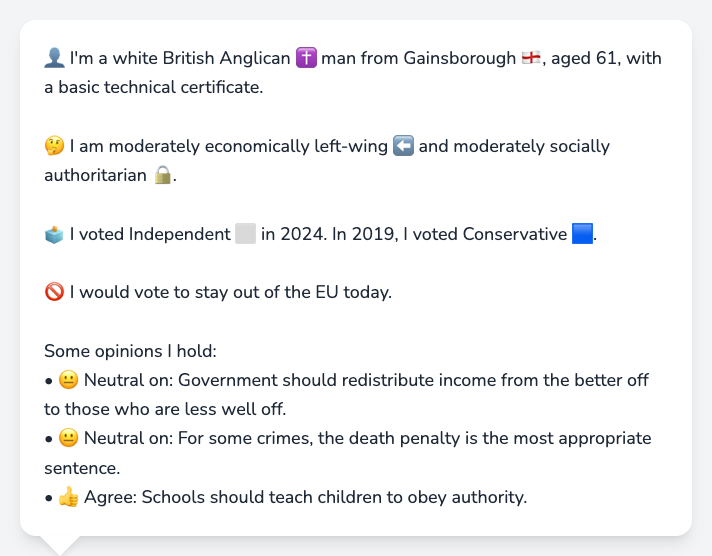 👤 I'm a white British Anglican ✝️ man from Gainsborough 🏴󠁧󠁢󠁥󠁮󠁧󠁿, aged 61, with
a basic technical certificate.
🤔 I am moderately economically left-wing ⬅️ and moderately socially
authoritarian 🔒.
🗳️ I voted Independent ⬜ in 2024. In 2019, I voted Conservative 🟦.
🚫 I would vote to stay out of the EU today.
Some opinions I hold:
• 😐 Neutral on: Government should redistribute income from the better off
to those who are less well off.
• 😐 Neutral on: For some crimes, the death penalty is the most appropriate
sentence.
• 👍 Agree: Schools should teach children to obey authority.